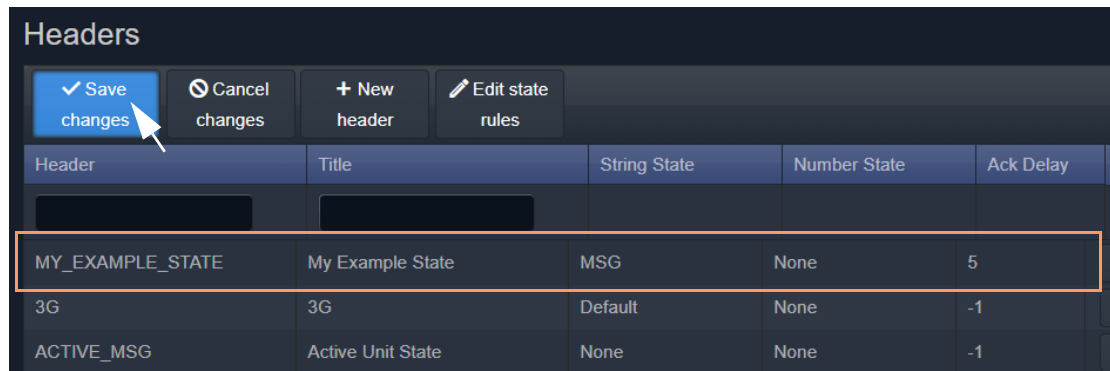 Headers
Save changes
Cancel changes
+ New header
Edit state rules
Header Title String State Number State Ack Delay
MY_EXAMPLE_STATE My Example State MSG None 5
3G 3G Default None -1
ACTIVE_MSG Active Unit State None None -1